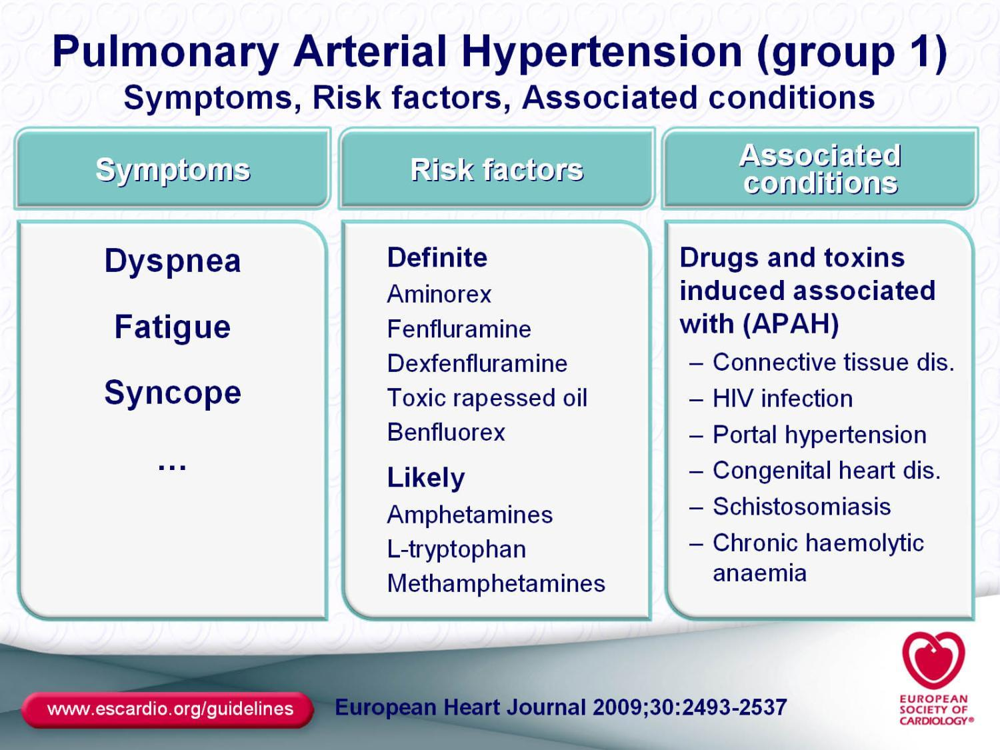 Pulmonary Arterial Hypertension (group 1)
Symptoms, Risk factors, Associated conditions
Symptoms
Dyspnea
Fatigue
Syncope
...
Risk factors
Definite
Aminorex
Fenfluramine
Dexfenfluramine
Toxic rapessed oil
Benfluorex
Likely
Amphetamines
L-tryptophan
Methamphetamines
Associated
conditions
Drugs and toxins
induced associated
with (APAH)
– Connective tissue dis.
– HIV infection
– Portal hypertension
– Congenital heart dis.
– Schistosomiasis
– Chronic haemolytic
anaemia
www.escardio.org/guidelines
European Heart Journal 2009;30:2493-2537
EUROPEAN
SOCIETY OF
CARDIOLOGY®